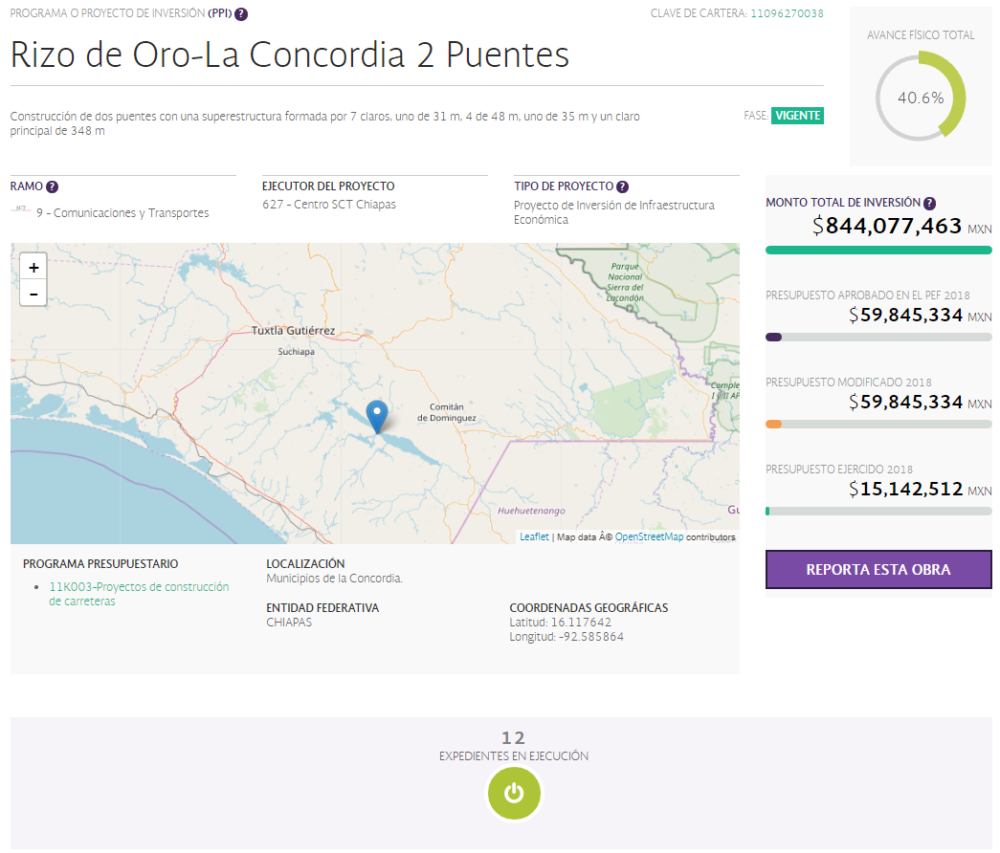 PROGRAMA O PROYECTO DE INVERSIÓN (PPI) ?
CLAVE DE CARTERA: 11096270038
Rizo de Oro-La Concordia 2 Puentes
Construcción de dos puentes con una superestructura formada por 7 claros, uno de 31 m, 4 de 48 m, uno de 35 m y un claro
principal de 348 m
FASE: VIGENTE
AVANCE FÍSICO TOTAL
40.6%
RAMO ?
SCT
9 - Comunicaciones y Transportes
EJECUTOR DEL PROYECTO
627 - Centro SCT Chiapas
TIPO DE PROYECTO ?
Proyecto de Inversión de Infraestructura
Económica
MONTO TOTAL DE INVERSIÓN ?
$844,077,463 MXN
PRESUPUESTO APROBADO EN EL PEF 2018
$59,845,334 MXN
PRESUPUESTO MODIFICADO 2018
$59,845,334 MXN
PRESUPUESTO EJERCIDO 2018
$15,142,512 MXN
REPORTA ESTA OBRA
+
-
Parque
Nacional
Sierra del
Lacandón
Tuxtla Gutiérrez
Suchiapa
Comitán
de Domínguez
Comple
I y II AP
Huehuetenango
Gu
Leaflet | Map data Â© OpenStreetMap contributors
PROGRAMA PRESUPUESTARIO
• 11K003-Proyectos de construcción
de carreteras
LOCALIZACIÓN
Municipios de la Concordia.
ENTIDAD FEDERATIVA
CHIAPAS
COORDENADAS GEOGRÁFICAS
Latitud: 16.117642
Longitud: -92.585864
12
EXPEDIENTES EN EJECUCIÓN